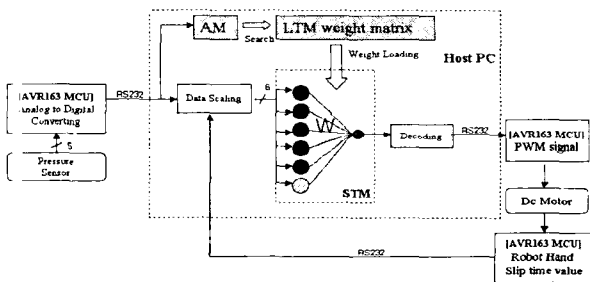 AM
Search
LTM weight matrix
Host PC
Weight Loading
[AVR163 MCU]
Analog to Digital
Converting
RS232
Data Scaling
6
W
Decoding
RS232
[AVR163 MCU]
PWM signal
5
Pressure
Sensor
STM
Dc Motor
RS232
[AVR163 MCU]
Robot Hand
Slip time value